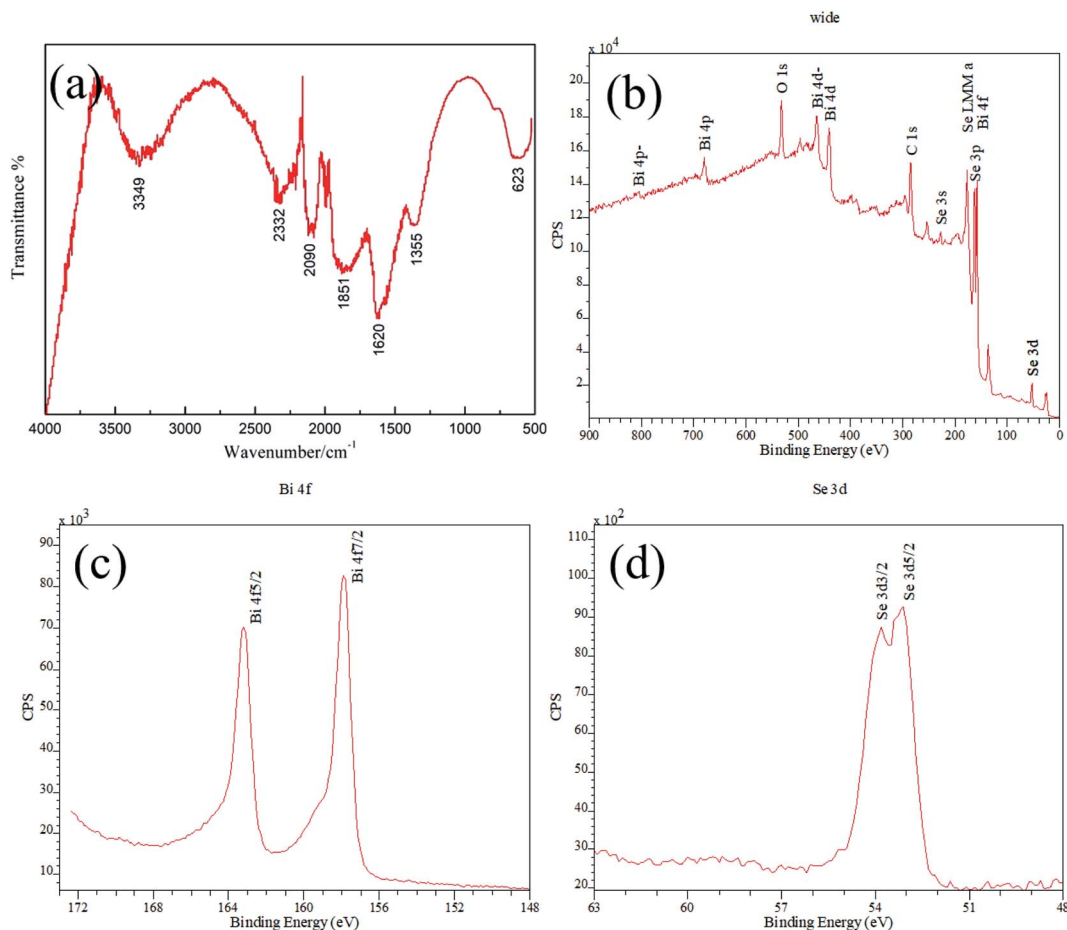 (a)
Transmittance %
3349
2332
2090
1851
1620
1355
623
4000 3500 3000 2500 2000 1500 1000 500
Wavenumber/cm-1
wide
x 10^4
(b)
CPS
20
18
16
14
12
10
8
6
4
2
Bi 4p-
Bi 4p
O 1s
Bi 4d-
Bi 4d
C 1s
Se 3s
Se LMM a
Se 3p
Bi 4f
Se 3d
900 800 700 600 500 400 300 200 100 0
Binding Energy (eV)
Bi 4f
x 10^3
(c)
CPS
90
80
70
60
50
40
30
20
10
Bi 4f5/2
Bi 4f7/2
172 168 164 160 156 152 148
Binding Energy (eV)
Se 3d
x 10^2
(d)
CPS
110
100
90
80
70
60
50
40
30
20
Se 3d3/2
Se 3d5/2
63 60 57 54 51 48
Binding Energy (eV)